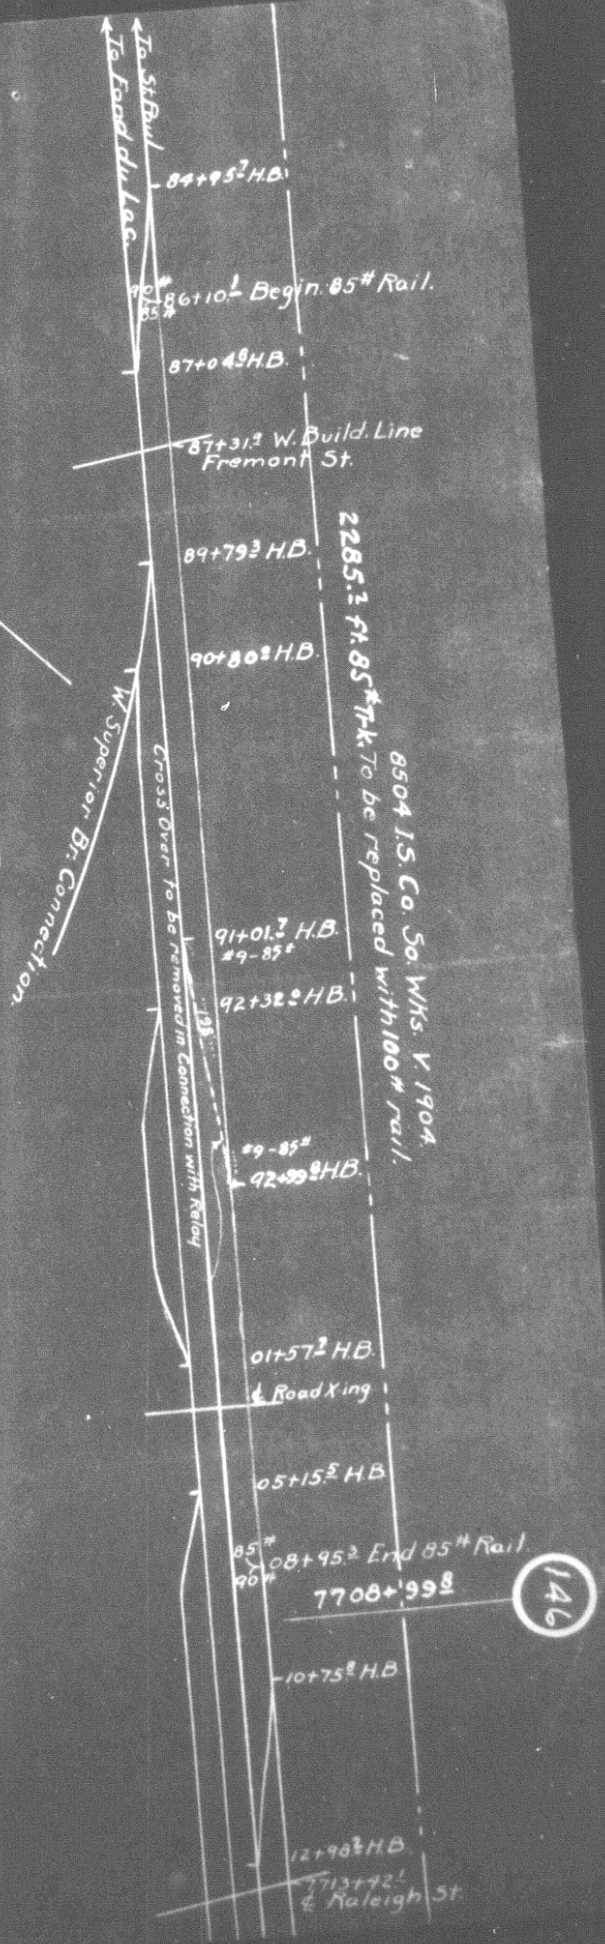 To St. Paul
To Fond du Lac.
84+95.7 H.B.
90#
85#
86+10.1 Begin. 85# Rail.
87+04.6 H.B.
87+31.9 W. Build. Line
Fremont St.
89+79.3 H.B.
90+80.8 H.B.
2285.2 ft. 85# Trk. To be replaced with 100# rail.
8504 I.S. Co. So. Wks. V. 1904.
W. Superior Br. Connection.
Cross Over to be removed in Connection with Relay
91+01.7 H.B.
#9-85#
92+32.0 H.B.
198
#9-85#
92+99.8 H.B.
01+57.7 H.B.
℄ Road Xing
05+15.5 H.B.
85#
90#
08+95.3 End 85# Rail.
7708+99.8
146
10+75.8 H.B.
12+98.2 H.B.
7713+42.1
℄ Raleigh St.